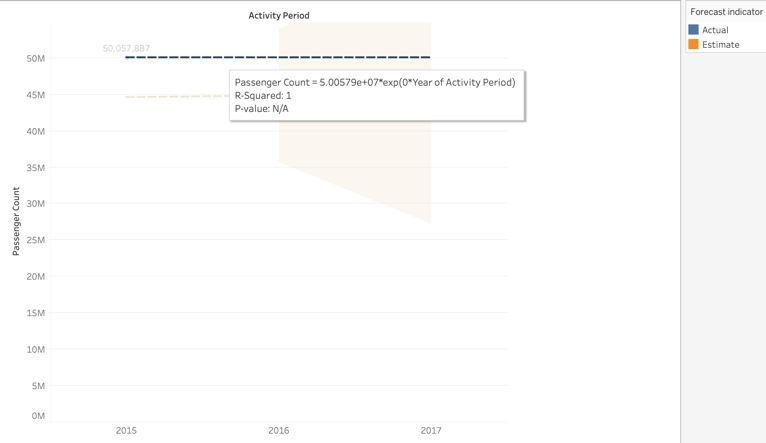 Activity Period
Forecast indicator
Actual
Estimate
50,057,887
50M
45M
40M
35M
30M
25M
20M
15M
10M
5M
0M
Passenger Count
Passenger Count = 5.00579e+07*exp(0*Year of Activity Period)
R-Squared: 1
P-value: N/A
2015
2016
2017